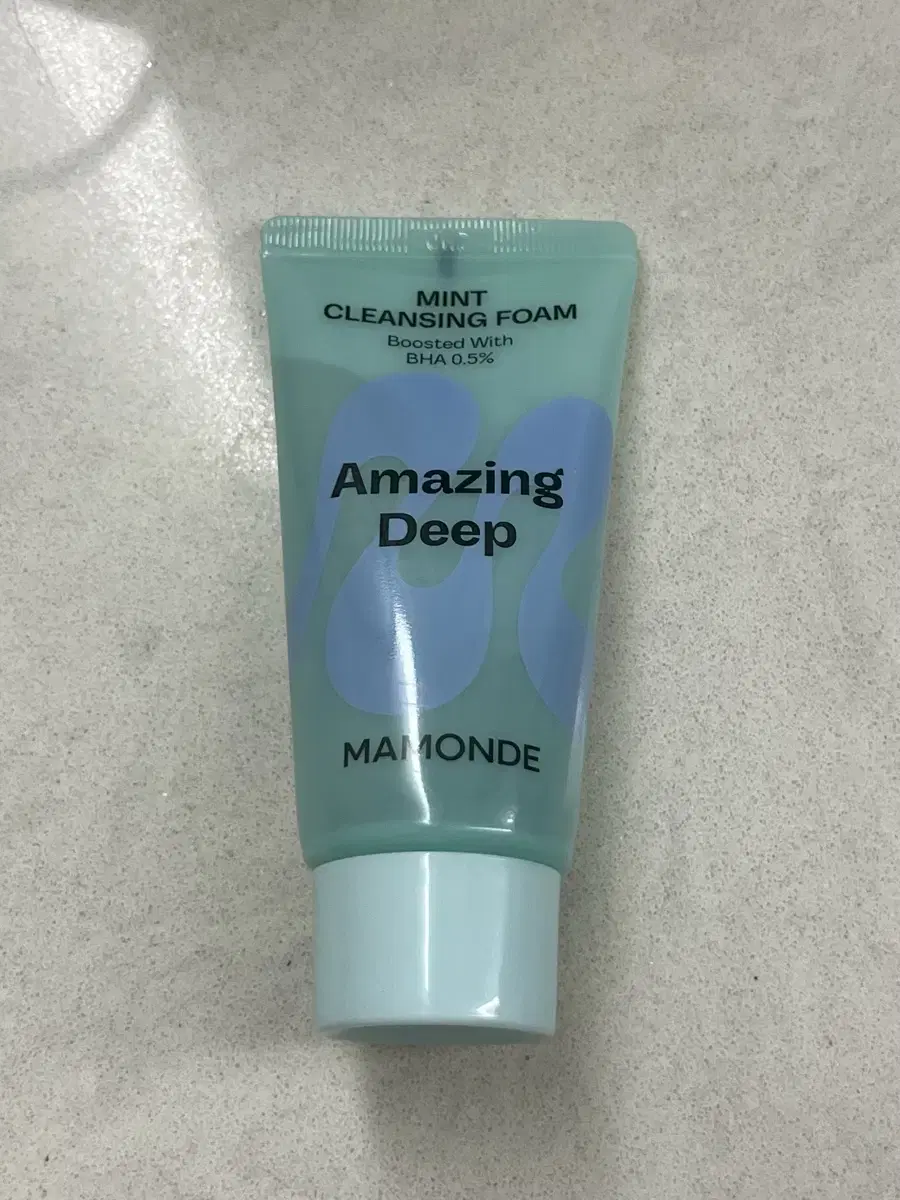 MINT
CLEANSING FOAM
Boosted With
BHA 0.5%
Amazing
Deep
MAMONDE